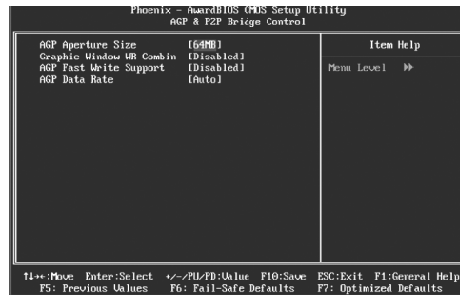 Phoenix - AwardBIOS CMOS Setup Utility
AGP & P2P Bridge Control
AGP Aperture Size [64MB]
Graphic Window WR Combin [Disabled]
AGP Fast Write Support [Disabled]
AGP Data Rate [Auto]
Item Help
Menu Level ►►
↑↓→←:Move Enter:Select +/-/PU/PD:Value F10:Save ESC:Exit F1:General Help
F5: Previous Values F6: Fail-Safe Defaults F7: Optimized Defaults